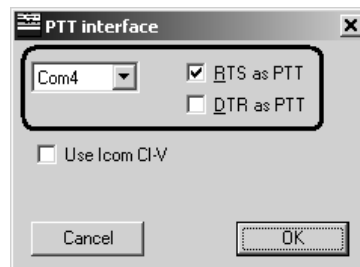 PTT interface
Com4
RTS as PTT
DTR as PTT
Use Icom CI-V
Cancel
OK